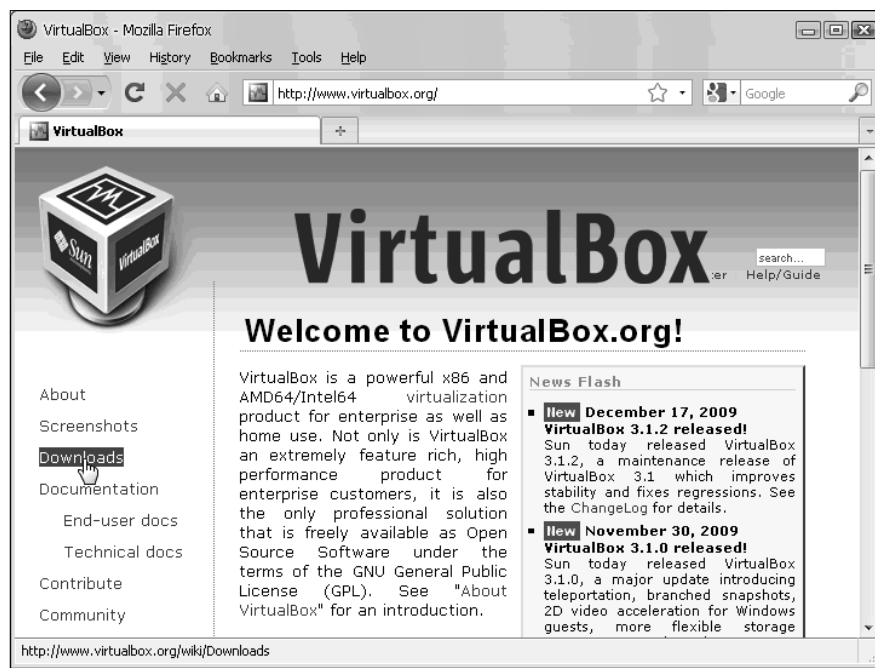 VirtualBox - Mozilla Firefox
File Edit View History Bookmarks Tools Help
http://www.virtualbox.org/
Google
VirtualBox
Sun
VirtualBox
VirtualBox
search...
:er Help/Guide
Welcome to VirtualBox.org!
About
Screenshots
Downloads
Documentation
End-user docs
Technical docs
Contribute
Community
VirtualBox is a powerful x86 and
AMD64/Intel64 virtualization
product for enterprise as well as
home use. Not only is VirtualBox
an extremely feature rich, high
performance product for
enterprise customers, it is also
the only professional solution
that is freely available as Open
Source Software under the
terms of the GNU General Public
License (GPL). See "About
VirtualBox" for an introduction.
News Flash
New December 17, 2009
VirtualBox 3.1.2 released!
Sun today released VirtualBox
3.1.2, a maintenance release of
VirtualBox 3.1 which improves
stability and fixes regressions. See
the ChangeLog for details.
New November 30, 2009
VirtualBox 3.1.0 released!
Sun today released VirtualBox
3.1.0, a major update introducing
teleportation, branched snapshots,
2D video acceleration for Windows
guests, more flexible storage
http://www.virtualbox.org/wiki/Downloads